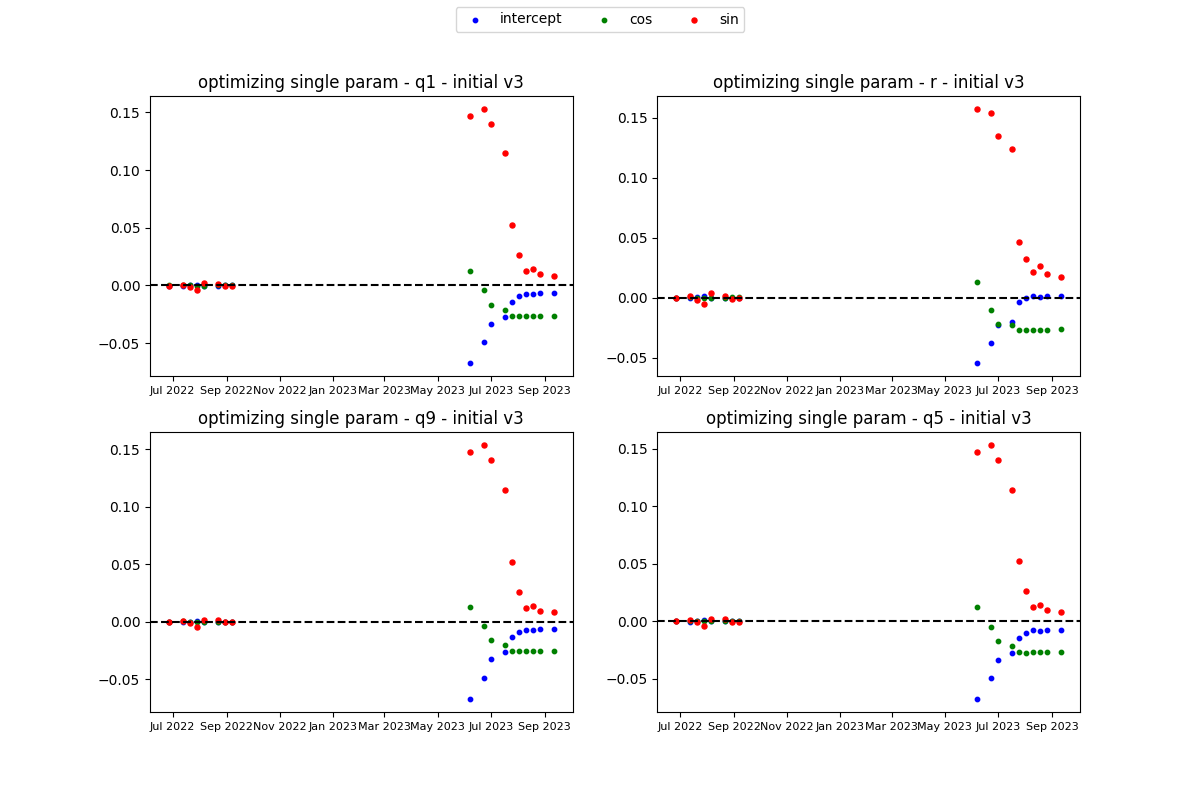 intercept cos sin
optimizing single param - q1 - initial v3
0.15
0.10
0.05
0.00
−0.05
Jul 2022 Sep 2022 Nov 2022 Jan 2023 Mar 2023 May 2023 Jul 2023 Sep 2023
optimizing single param - r - initial v3
0.15
0.10
0.05
0.00
−0.05
Jul 2022 Sep 2022 Nov 2022 Jan 2023 Mar 2023 May 2023 Jul 2023 Sep 2023
optimizing single param - q9 - initial v3
0.15
0.10
0.05
0.00
−0.05
Jul 2022 Sep 2022 Nov 2022 Jan 2023 Mar 2023 May 2023 Jul 2023 Sep 2023
optimizing single param - q5 - initial v3
0.15
0.10
0.05
0.00
−0.05
Jul 2022 Sep 2022 Nov 2022 Jan 2023 Mar 2023 May 2023 Jul 2023 Sep 2023